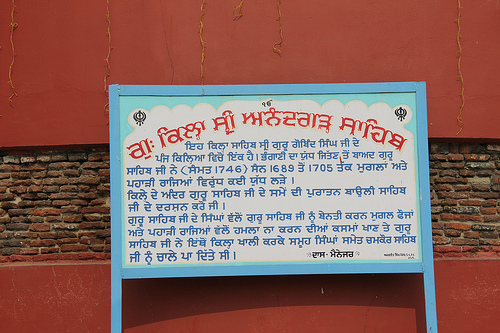 ੴ
ਗੁ: ਕਿਲਾ ਸ੍ਰੀ ਅਨੰਦਗੜ ਸਾਹਿਬ
ਇਹ ਕਿਲਾ ਸਾਹਿਬ ਸ੍ਰੀ ਗੁਰੂ ਗੋਬਿੰਦ ਸਿੰਘ ਜੀ ਦੇ
ਪੰਜ ਕਿਲਿਆਂ ਵਿਚੋਂ ਇੱਕ ਹੈ। ਭੰਗਾਣੀ ਦਾ ਯੁੱਧ ਜਿੱਤਣ ਤੋਂ ਬਾਅਦ ਗੁਰੂ
ਸਾਹਿਬ ਜੀ ਨੇ (ਸੰਮਤ 1746) ਸੰਨ 1689 ਤੋਂ 1705 ਤੱਕ ਮੁਗਲਾਂ ਅਤੇ
ਪਹਾੜੀ ਰਾਜਿਆਂ ਵਿਰੁੱਧ ਕਈ ਯੁੱਧ ਲੜੇ।
ਕਿਲੇ ਦੇ ਅੰਦਰ ਗੁਰੂ ਸਾਹਿਬ ਜੀ ਦੇ ਸਮੇਂ ਦੀ ਪੁਰਾਤਨ ਬਾਉਲੀ ਸਾਹਿਬ
ਜੀ ਦੇ ਦਰਸ਼ਨ ਕਰੋ ਜੀ।
ਗੁਰੂ ਸਾਹਿਬ ਜੀ ਦੇ ਸਿੰਘਾਂ ਵੱਲੋਂ ਗੁਰੂ ਸਾਹਿਬ ਜੀ ਨੂੰ ਬੇਨਤੀ ਕਰਨ ਮੁਗਲ ਫੌਜਾਂ
ਅਤੇ ਪਹਾੜੀ ਰਾਜਿਆਂ ਵੱਲੋਂ ਹਮਲਾ ਨਾ ਕਰਨ ਦੀਆਂ ਕਸਮਾਂ ਖਾਣ ਤੇ ਗੁਰੂ
ਸਾਹਿਬ ਜੀ ਨੇ ਇੱਥੋਂ ਕਿਲਾ ਖਾਲੀ ਕਰਕੇ ਸਮੂਹ ਸਿੰਘਾਂ ਸਮੇਤ ਚਮਕੌਰ ਸਾਹਿਬ
ਜੀ ਨੂੰ ਚਾਲੇ ਪਾ ਦਿੱਤੇ ਸੀ।
ਦਾਸ: ਮੈਨੇਜਰ